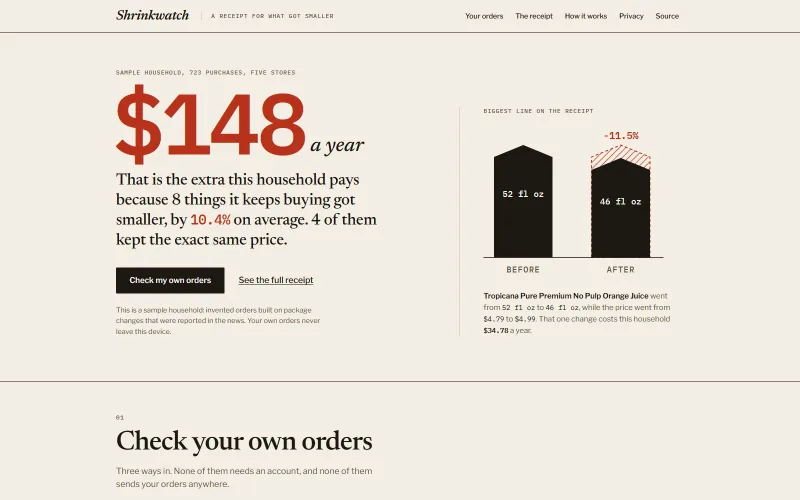 Shrinkwatch
A RECEIPT FOR WHAT GOT SMALLER
Your orders
The receipt
How it works
Privacy
Source
SAMPLE HOUSEHOLD, 723 PURCHASES, FIVE STORES
$148 a year
That is the extra this household pays
because 8 things it keeps buying got
smaller, by 10.4% on average. 4 of them
kept the exact same price.
Check my own orders
See the full receipt
This is a sample household: invented orders built on package
changes that were reported in the news. Your own orders never
leave this device.
BIGGEST LINE ON THE RECEIPT
-11.5%
52 fl oz
46 fl oz
BEFORE
AFTER
Tropicana Pure Premium No Pulp Orange Juice went
from 52 fl oz to 46 fl oz, while the price went from
$4.79 to $4.99. That one change costs this household
$34.78 a year.
01
Check your own orders
Three ways in. None of them needs an account, and none of them
sends your orders anywhere.